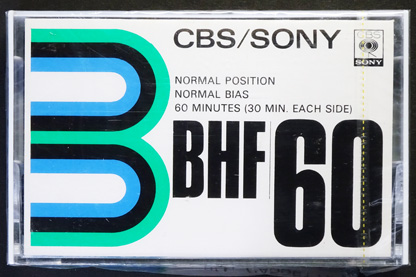 CBS/SONY
CBS
SONY
NORMAL POSITION
NORMAL BIAS
60 MINUTES (30 MIN. EACH SIDE)
BHF 60